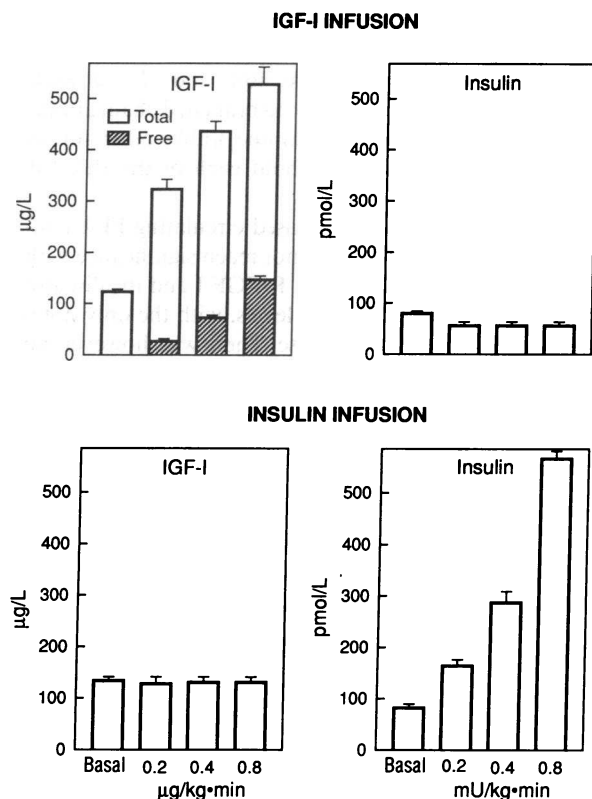 IGF-I INFUSION
IGF-I
Total
Free
µg/L
500
400
300
200
100
0
Insulin
pmol/L
500
400
300
200
100
0
INSULIN INFUSION
IGF-I
µg/L
500
400
300
200
100
0
Basal 0.2 0.4 0.8
µg/kg•min
Insulin
pmol/L
500
400
300
200
100
0
Basal 0.2 0.4 0.8
mU/kg•min